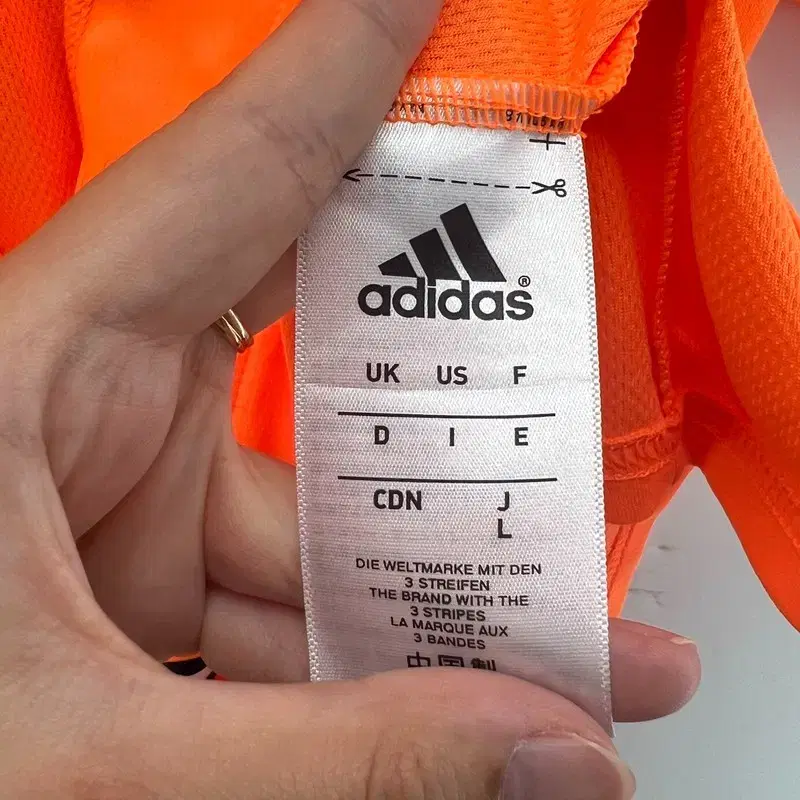 adidas®
UK US F
D I E
CDN J
L
DIE WELTMARKE MIT DEN
3 STREIFEN
THE BRAND WITH THE
3 STRIPES
LA MARQUE AUX
3 BANDES
中国制